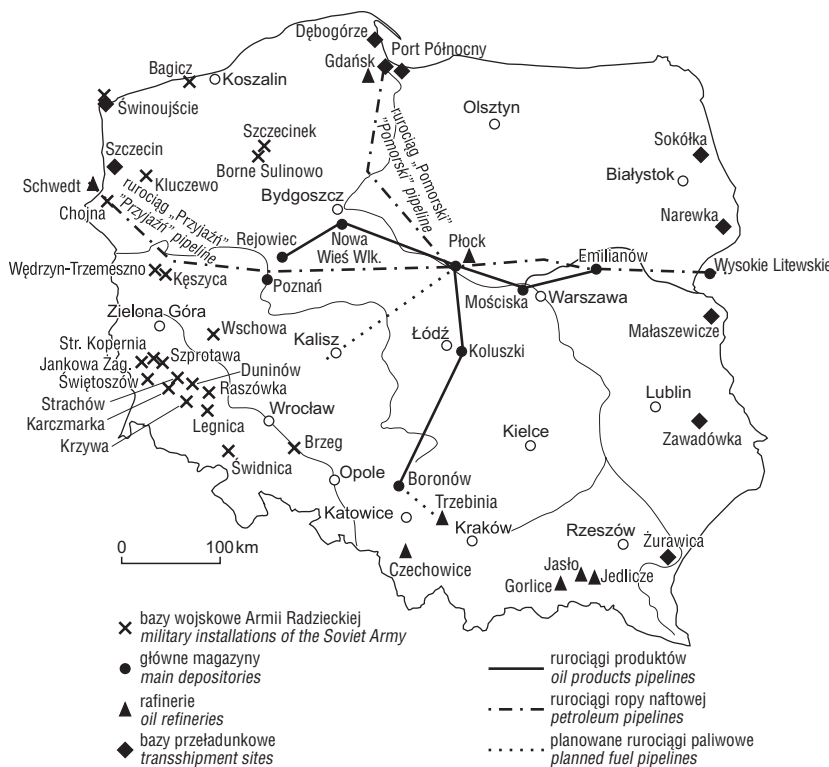 Dębogórze
Port Północny
Gdańsk
Bagicz
Koszalin
Olsztyn
Świnoujście
Szczecinek
Sokółka
Szczecin
Borne Sulinowo
rurociąg „Pomorski”
"Pomorski" pipeline
Białystok
Schwedt
Kluczewo
Chojna
rurociąg „Przyjaźń”
"Przyjaźń" pipeline
Bydgoszcz
Narewka
Rejowiec
Nowa
Wieś Wlk.
Płock
Emilianów
Wysokie Litewskie
Wędrzyn-Trzemeszno
Kęszyca
Poznań
Mościska
Warszawa
Zielona Góra
Wschowa
Kalisz
Łódź
Koluszki
Małaszewicze
Str. Kopernia
Jankowa Żag.
Szprotawa
Świętoszów
Duninów
Raszówka
Strachów
Karczmarka
Krzywa
Legnica
Wrocław
Lublin
Zawadówka
Brzeg
Kielce
Świdnica
Opole
Boronów
Trzebinia
Katowice
Kraków
Rzeszów
Żurawica
Czechowice
Jasło
Gorlice
Jedlicze
0 100 km
bazy wojskowe Armii Radzieckiej
military installations of the Soviet Army
główne magazyny
main depositories
rafinerie
oil refineries
bazy przeładunkowe
transshipment sites
rurociągi produktów
oil products pipelines
rurociągi ropy naftowej
petroleum pipelines
planowane rurociągi paliwowe
planned fuel pipelines